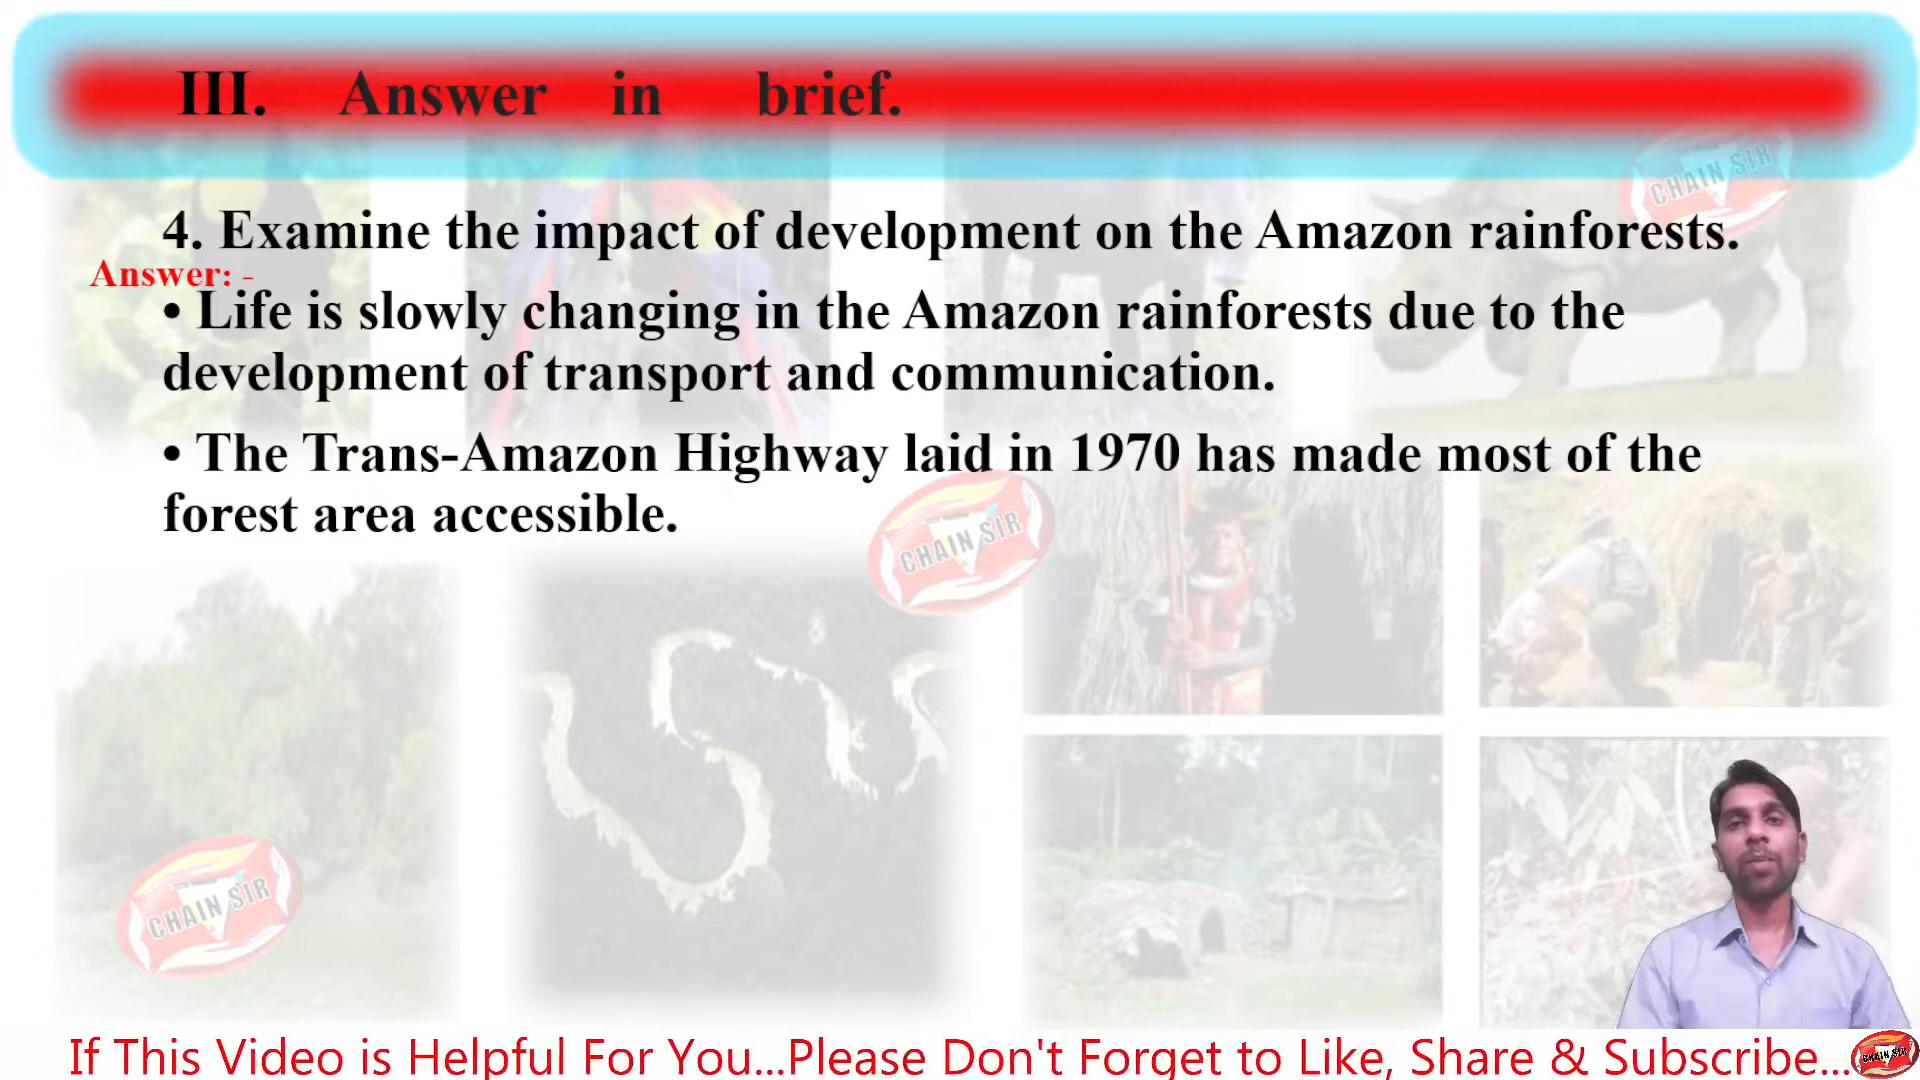 III. Answer in brief.
CHAIN SIR
4. Examine the impact of development on the Amazon rainforests.
Answer: -
• Life is slowly changing in the Amazon rainforests due to the
development of transport and communication.
• The Trans-Amazon Highway laid in 1970 has made most of the
forest area accessible.
CHAIN SIR
CHAIN SIR
If This Video is Helpful For You...Please Don't Forget to Like, Share & Subscribe...
CHAIN SIR